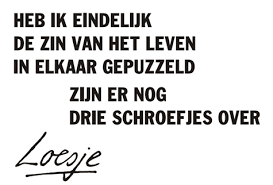 HEB IK EINDELIJK
DE ZIN VAN HET LEVEN
IN ELKAAR GEPUZZELD
ZIJN ER NOG
DRIE SCHROEFJES OVER
Loesje